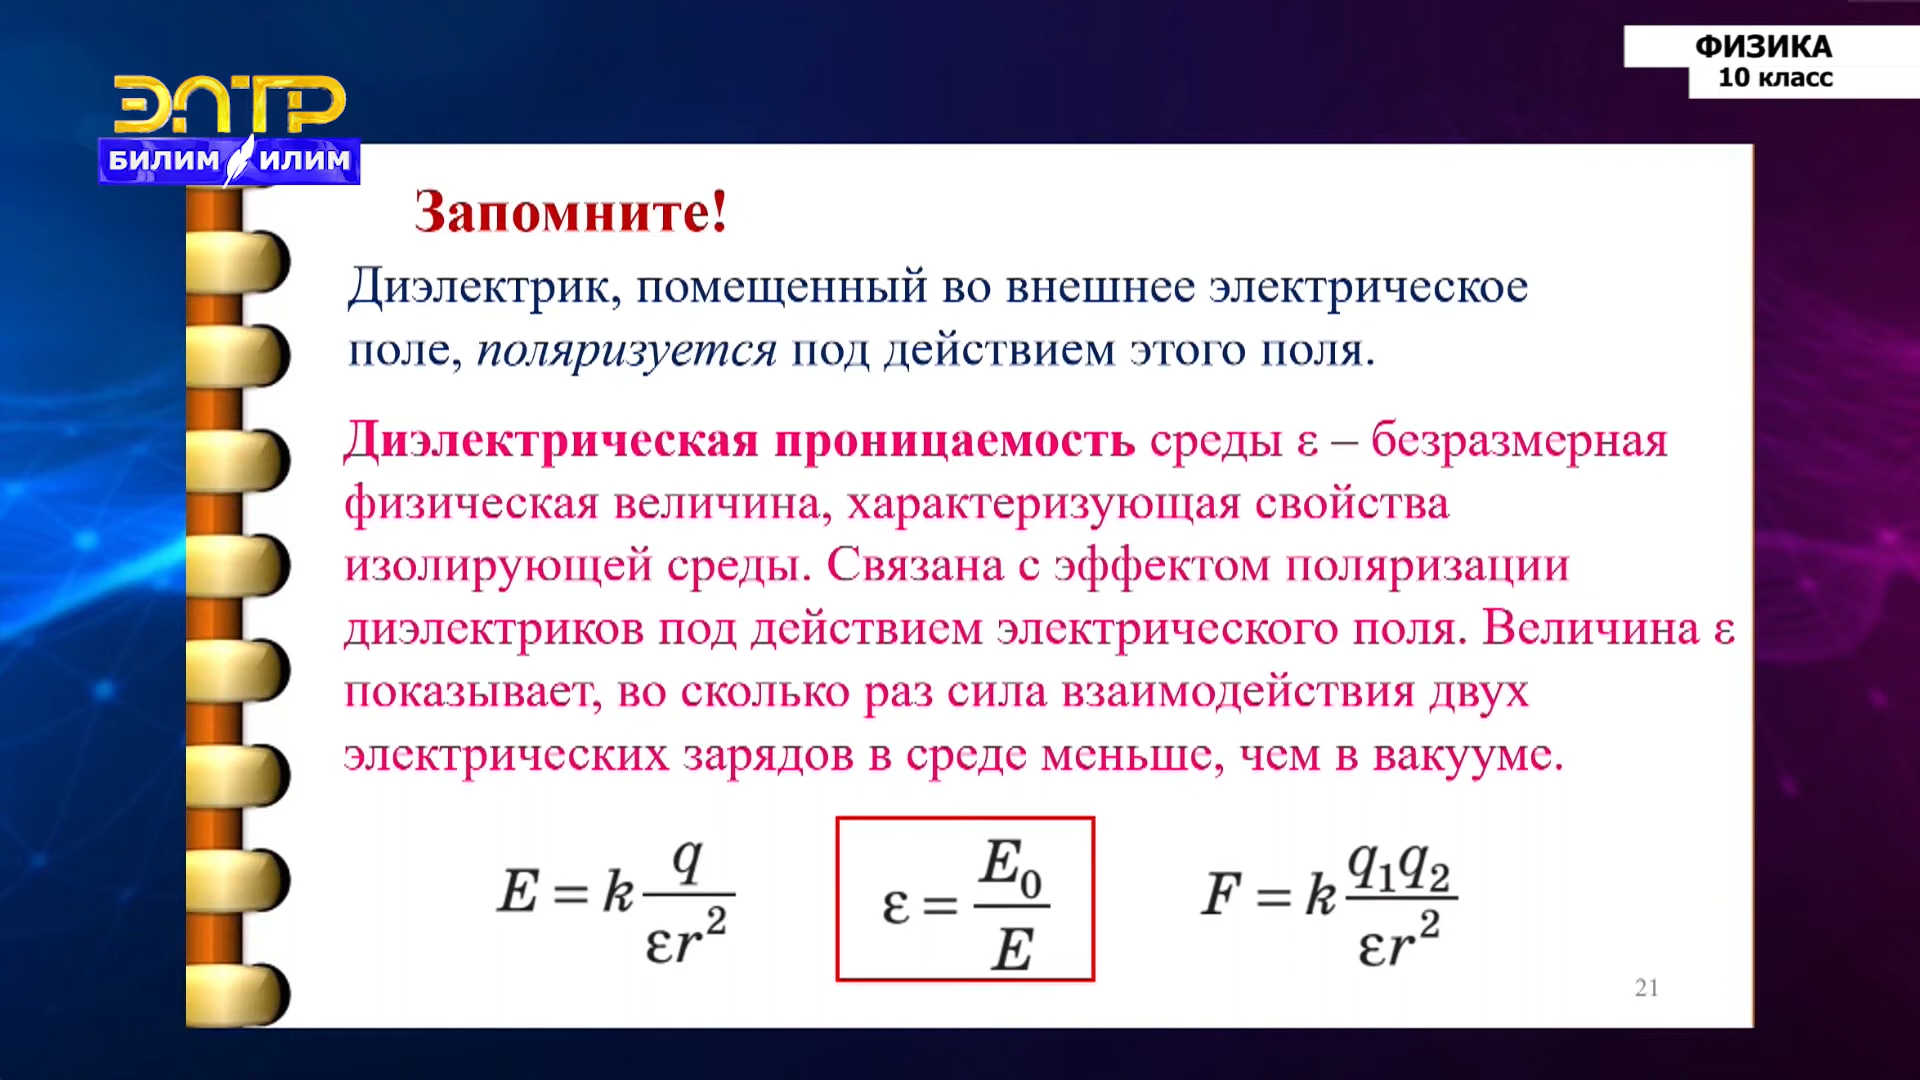 ФИЗИКА
10 класс
ЭЛТР
БИЛИМ ИЛИМ
Запомните!
Диэлектрик, помещенный во внешнее электрическое
поле, поляризуется под действием этого поля.
Диэлектрическая проницаемость среды ε – безразмерная
физическая величина, характеризующая свойства
изолирующей среды. Связана с эффектом поляризации
диэлектриков под действием электрического поля. Величина ε
показывает, во сколько раз сила взаимодействия двух
электрических зарядов в среде меньше, чем в вакууме.
E = k q / εr²
ε = E₀ / E
F = k q₁q₂ / εr²
21